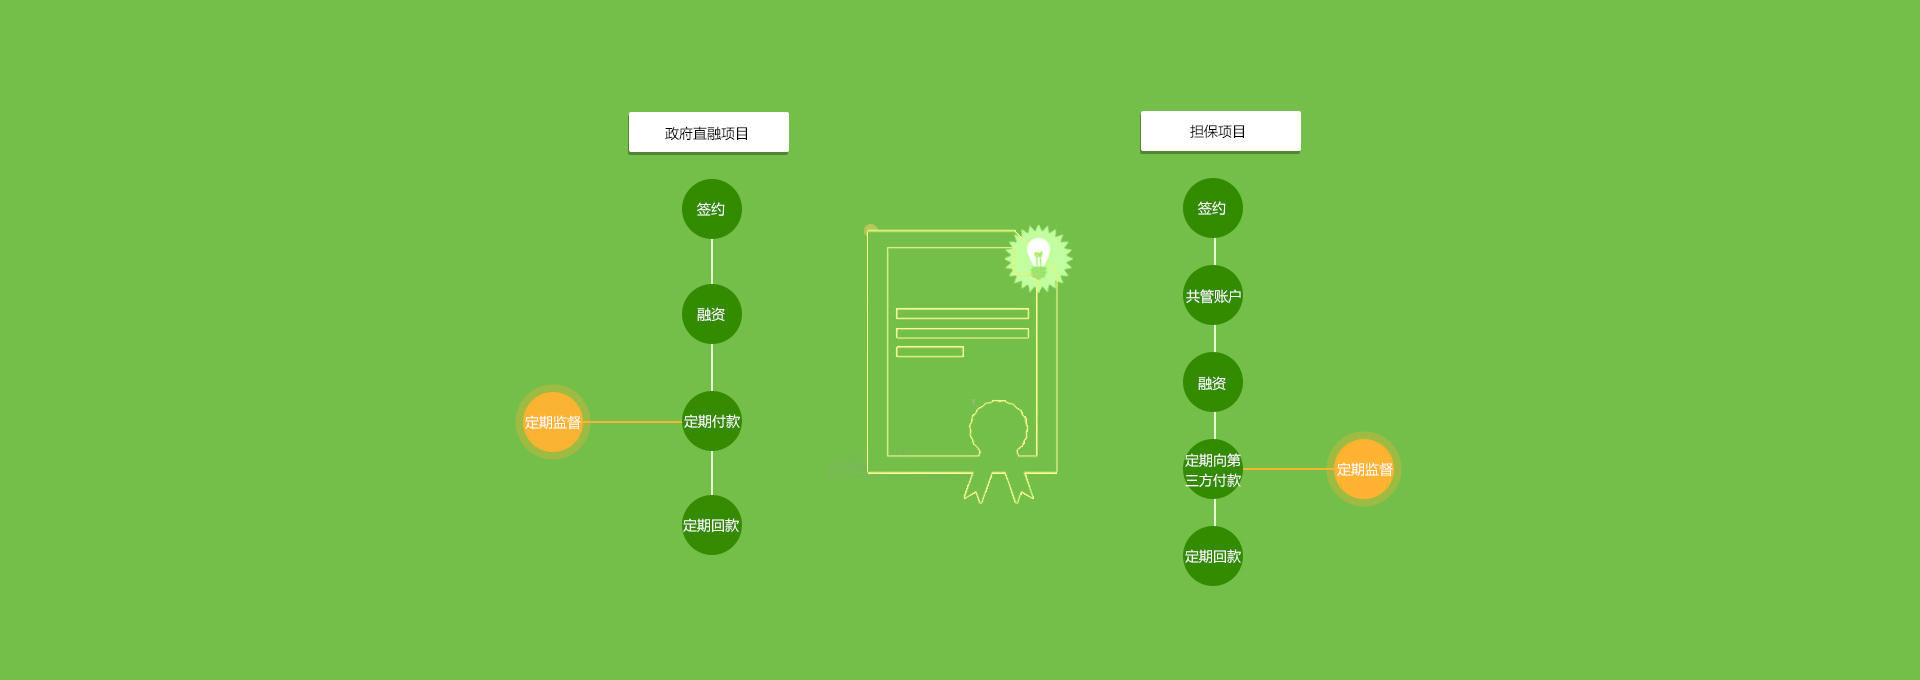 政府直融项目
签约
融资
定期监督
定期付款
定期回款
担保项目
签约
共管账户
融资
定期向第
三方付款
定期监督
定期回款